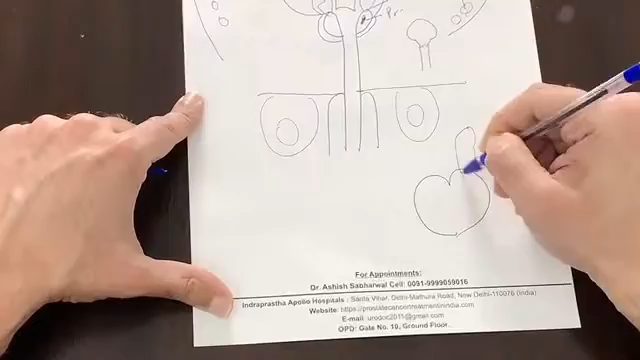 Pr
For Appointments:
Dr. Ashish Sabharwal Cell: 0091-9999059016
Indraprastha Apollo Hospitals : Sarita Vihar, Delhi-Mathura Road, New Delhi-110076 (India)
Website: https://prostatecancertreatmentinindia.com
E-mail: urodoc2011@gmail.com
OPD: Gate No. 10, Ground Floor.